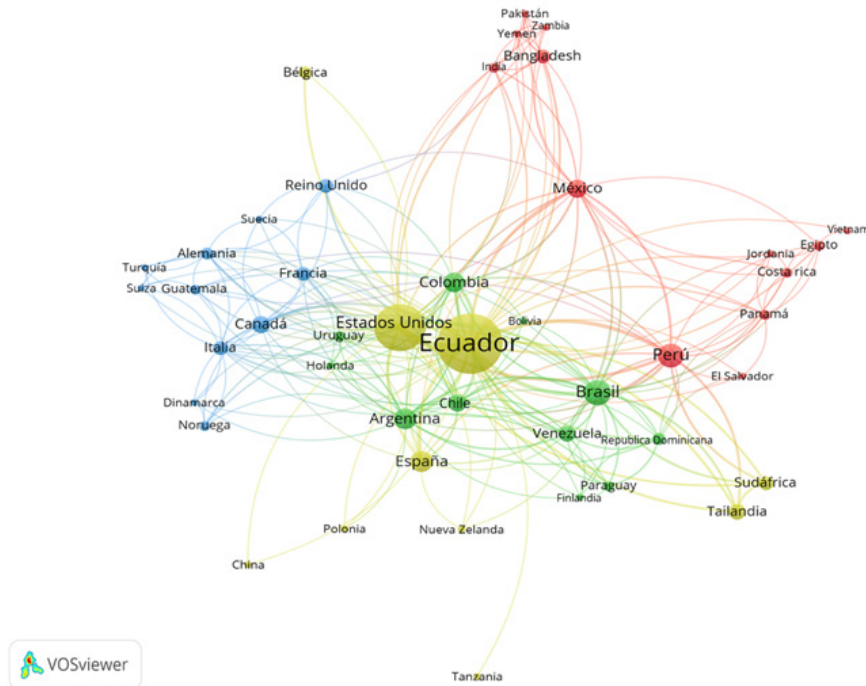 Pakistán
Zambia
Yemen
Bangladesh
India
Bélgica
Reino Unido
México
Suecia
Vietnam
Egipto
Alemania
Jordania
Turquía
Francia
Costa rica
Colombia
Suiza
Guatemala
Panamá
Bolivia
Canadá
Estados Unidos
Uruguay
Ecuador
Italia
Perú
Holanda
El Salvador
Brasil
Dinamarca
Chile
Argentina
Noruega
Venezuela
Republica Dominicana
España
Sudáfrica
Paraguay
Finlandia
Tailandia
Polonia
Nueva Zelanda
China
VOSviewer
Tanzania